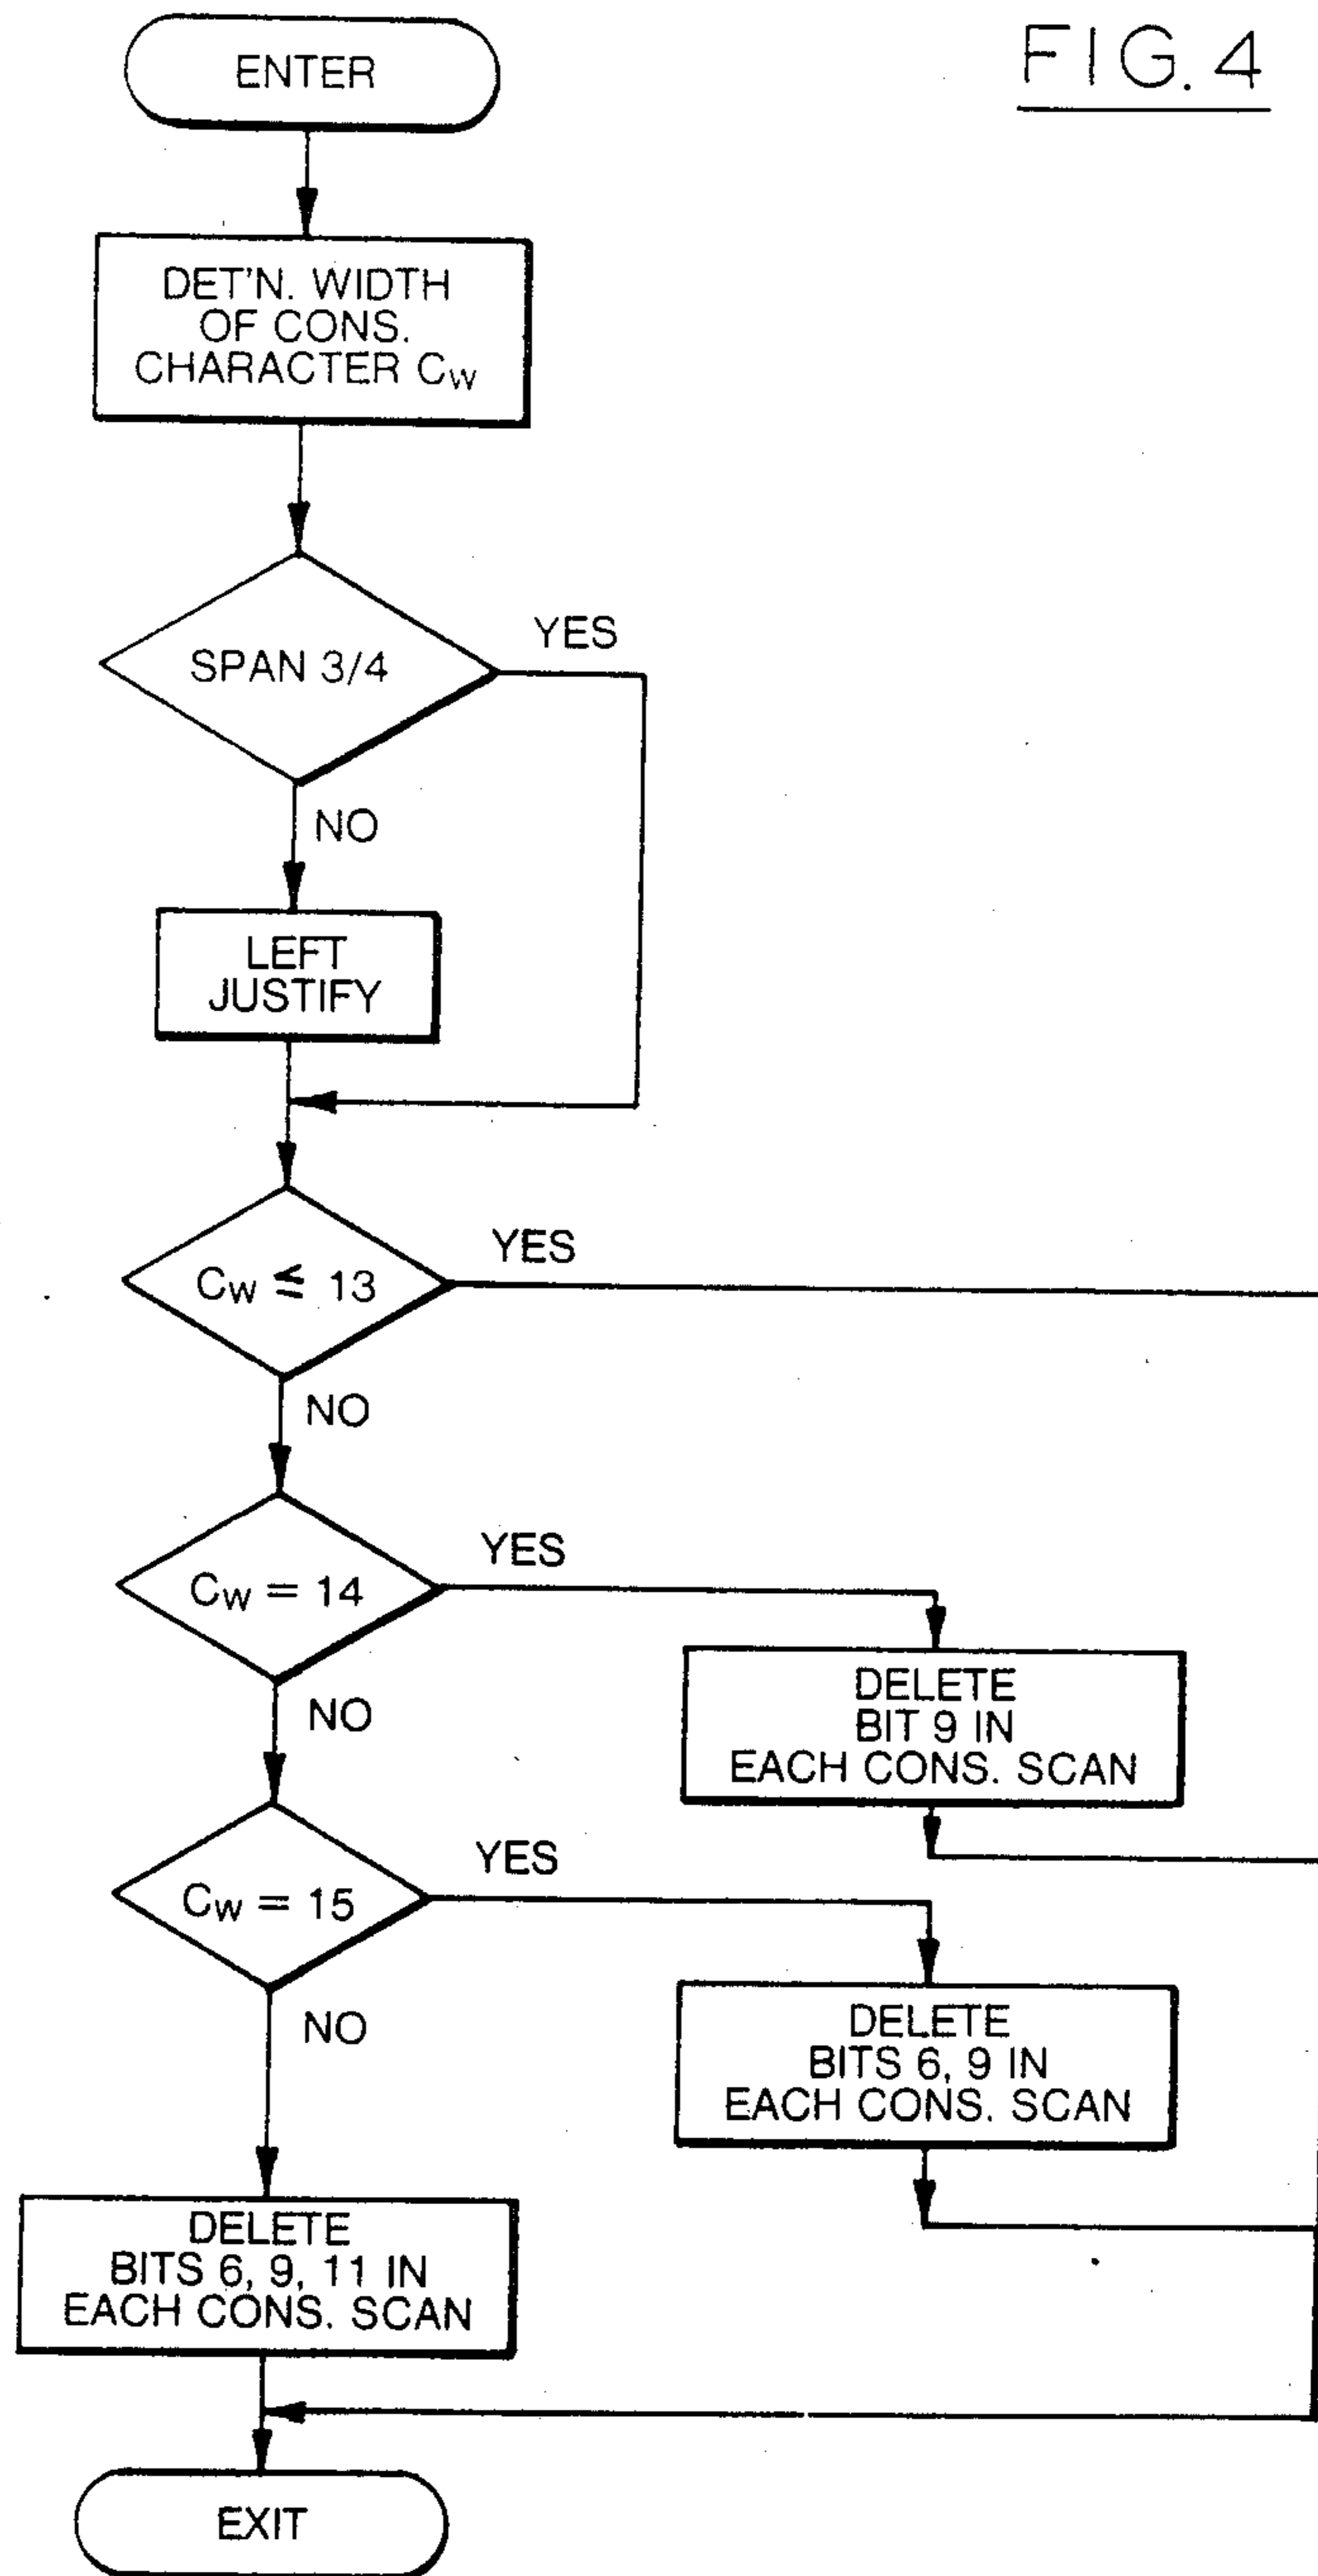 FIG. 4
ENTER
DET'N. WIDTH
OF CONS.
CHARACTER CW
SPAN 3/4
YES
NO
LEFT
JUSTIFY
CW ≤ 13
YES
NO
CW = 14
YES
NO
DELETE
BIT 9 IN
EACH CONS. SCAN
CW = 15
YES
NO
DELETE
BITS 6, 9 IN
EACH CONS. SCAN
DELETE
BITS 6, 9, 11 IN
EACH CONS. SCAN
EXIT